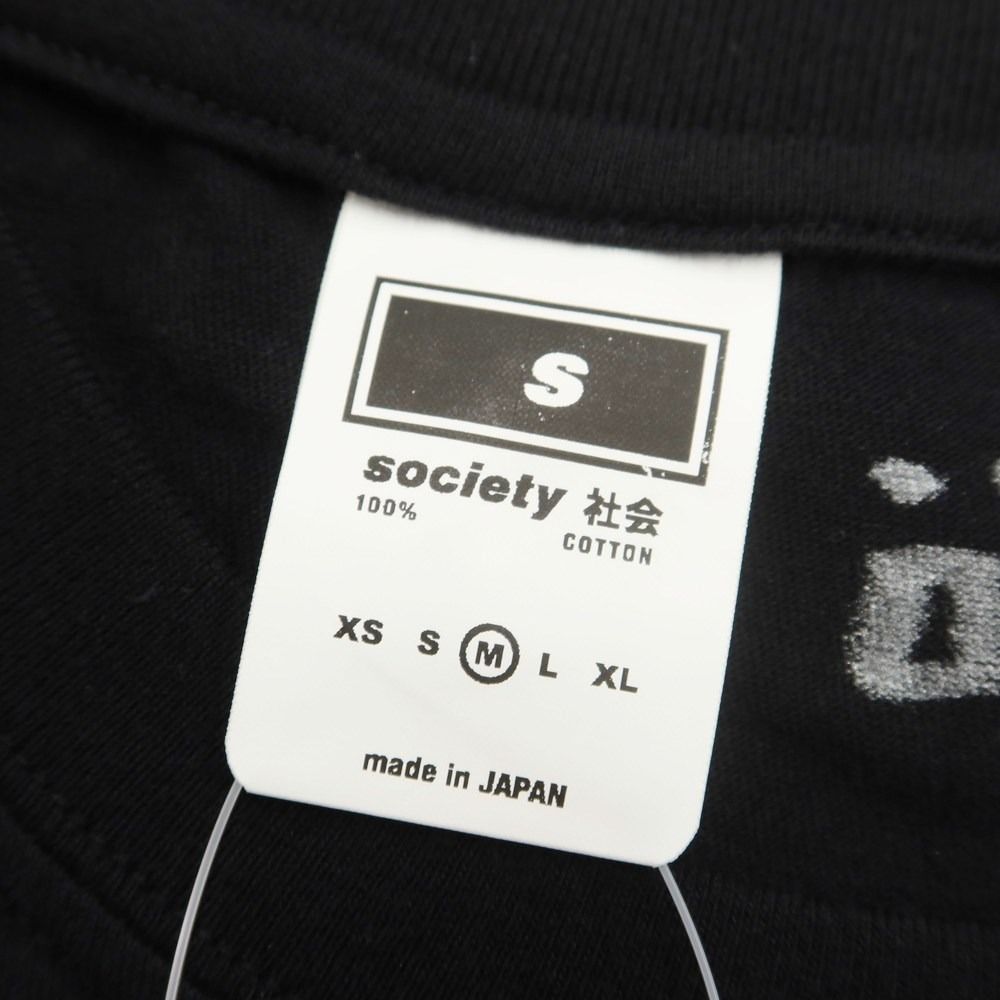 S
society 社会
100%
COTTON
XS S M L XL
made in JAPAN